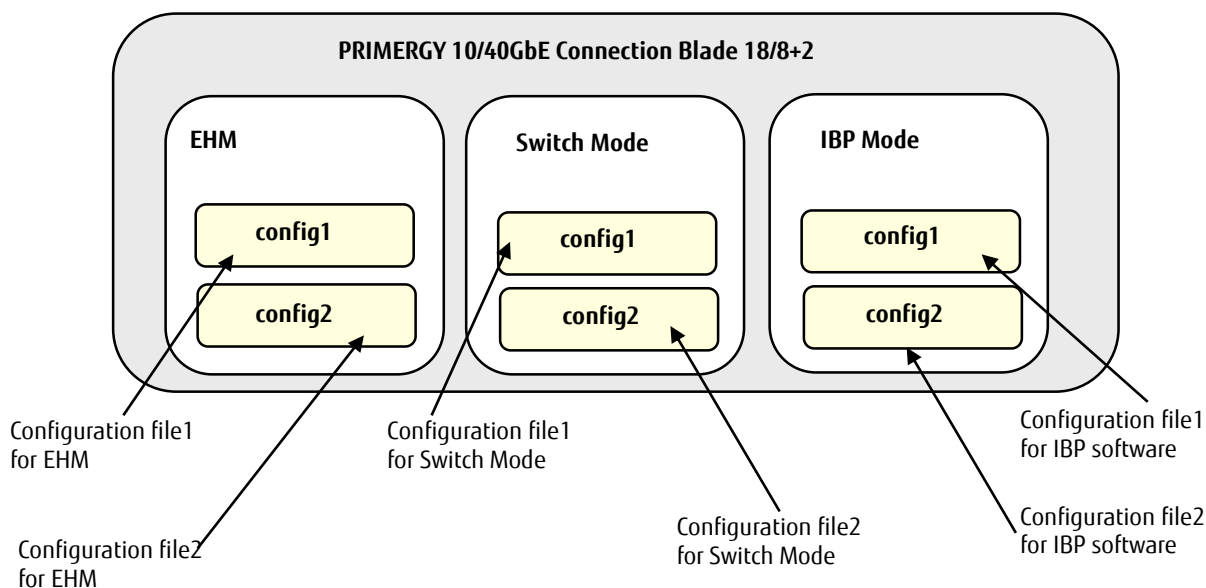 PRIMERGY 10/40GbE Connection Blade 18/8+2
EHM
config1
config2
Switch Mode
config1
config2
IBP Mode
config1
config2
Configuration file1
for EHM
Configuration file2
for EHM
Configuration file1
for Switch Mode
Configuration file2
for Switch Mode
Configuration file1
for IBP software
Configuration file2
for IBP software